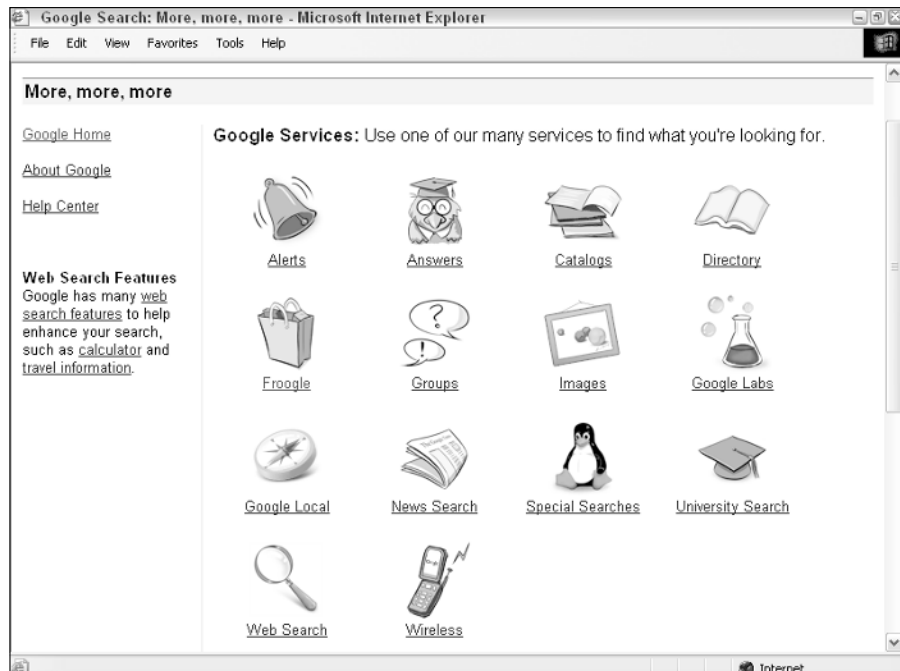 Google Search: More, more, more - Microsoft Internet Explorer
File Edit View Favorites Tools Help
More, more, more
Google Home
About Google
Help Center
Web Search Features
Google has many web
search features to help
enhance your search,
such as calculator and
travel information.
Google Services: Use one of our many services to find what you're looking for.
Alerts Answers Catalogs Directory
Froogle Groups Images Google Labs
Google Local News Search Special Searches University Search
Web Search Wireless
Internet